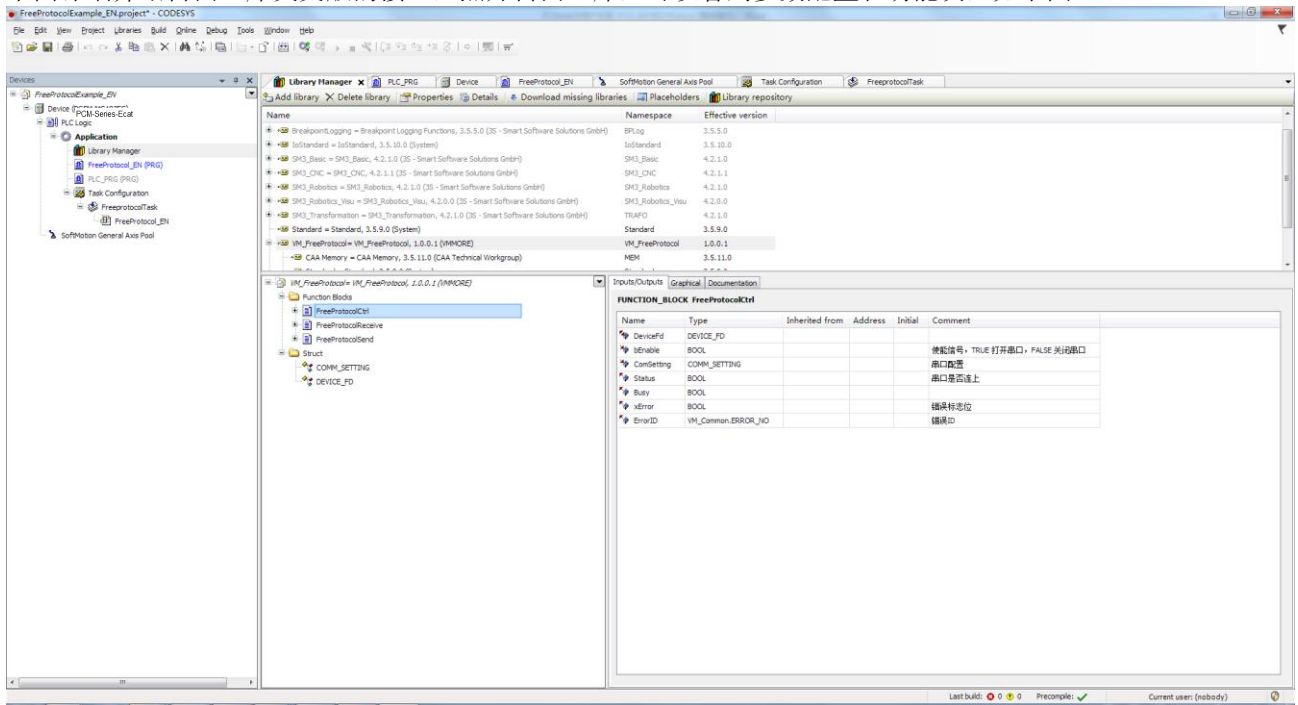 FreeProtocolExample_EN.project* - CODESYS
File Edit View Project Libraries Build Online Debug Tools Window Help
Devices
FreeProtocolExample_EN
Device
PCM-Series-Ecat
PLC Logic
Application
Library Manager
FreeProtocol_EN (PRG)
PLC_PRG (PRG)
Task Configuration
FreeprotocolTask
FreeProtocol_EN
SoftMotion General Axis Pool
Library Manager PLC_PRG Device FreeProtocol_EN SoftMotion General Axis Pool Task Configuration FreeprotocolTask
Add library Delete library Properties Details Download missing libraries Placeholders Library repository
Name Namespace Effective version
BreakpointLogging = Breakpoint Logging Functions, 3.5.5.0 (3S - Smart Software Solutions GmbH) BPLog 3.5.5.0
IoStandard = IoStandard, 3.5.10.0 (System) IoStandard 3.5.10.0
SM3_Basic = SM3_Basic, 4.2.1.0 (3S - Smart Software Solutions GmbH) SM3_Basic 4.2.1.0
SM3_CNC = SM3_CNC, 4.2.1.1 (3S - Smart Software Solutions GmbH) SM3_CNC 4.2.1.1
SM3_Robotics = SM3_Robotics, 4.2.1.0 (3S - Smart Software Solutions GmbH) SM3_Robotics 4.2.1.0
SM3_Robotics_Visu = SM3_Robotics_Visu, 4.2.0.0 (3S - Smart Software Solutions GmbH) SM3_Robotics_Visu 4.2.0.0
SM3_Transformation = SM3_Transformation, 4.2.1.0 (3S - Smart Software Solutions GmbH) TRAFO 4.2.1.0
Standard = Standard, 3.5.9.0 (System) Standard 3.5.9.0
VM_FreeProtocol= VM_FreeProtocol, 1.0.0.1 (VMMORE) VM_FreeProtocol 1.0.0.1
CAA Memory = CAA Memory, 3.5.11.0 (CAA Technical Workgroup) MEM 3.5.11.0
VM_FreeProtocol= VM_FreeProtocol, 1.0.0.1 (VMMORE)
Function Blocks
FreeProtocolCtrl
FreeProtocolReceive
FreeProtocolSend
Struct
COMM_SETTING
DEVICE_FD
Inputs/Outputs Graphical Documentation
FUNCTION_BLOCK FreeProtocolCtrl
Name Type Inherited from Address Initial Comment
DeviceFd DEVICE_FD
bEnable BOOL 使能信号，TRUE 打开串口，FALSE 关闭串口
ComSetting COMM_SETTING 串口配置
Status BOOL 串口是否连上
Busy BOOL
xError BOOL 错误标志位
ErrorID VM_Common.ERROR_NO 错误ID
Last build: 0 0 Precompile: Current user: (nobody)